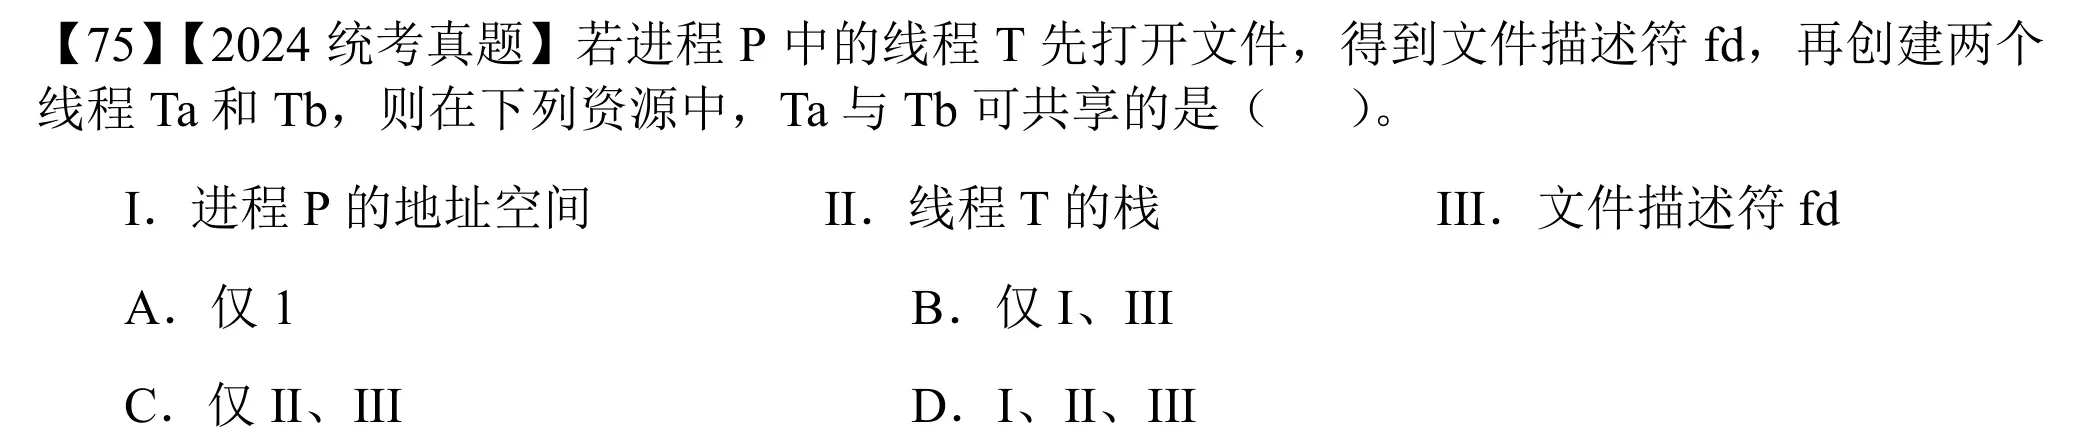 【75】【2024 统考真题】若进程 P 中的线程 T 先打开文件，得到文件描述符 fd，再创建两个
线程 Ta 和 Tb，则在下列资源中，Ta 与 Tb 可共享的是（　　）。
I．进程 P 的地址空间　　II．线程 T 的栈　　III．文件描述符 fd
A．仅 1　　B．仅 I、III
C．仅 II、III　　D．I、II、III